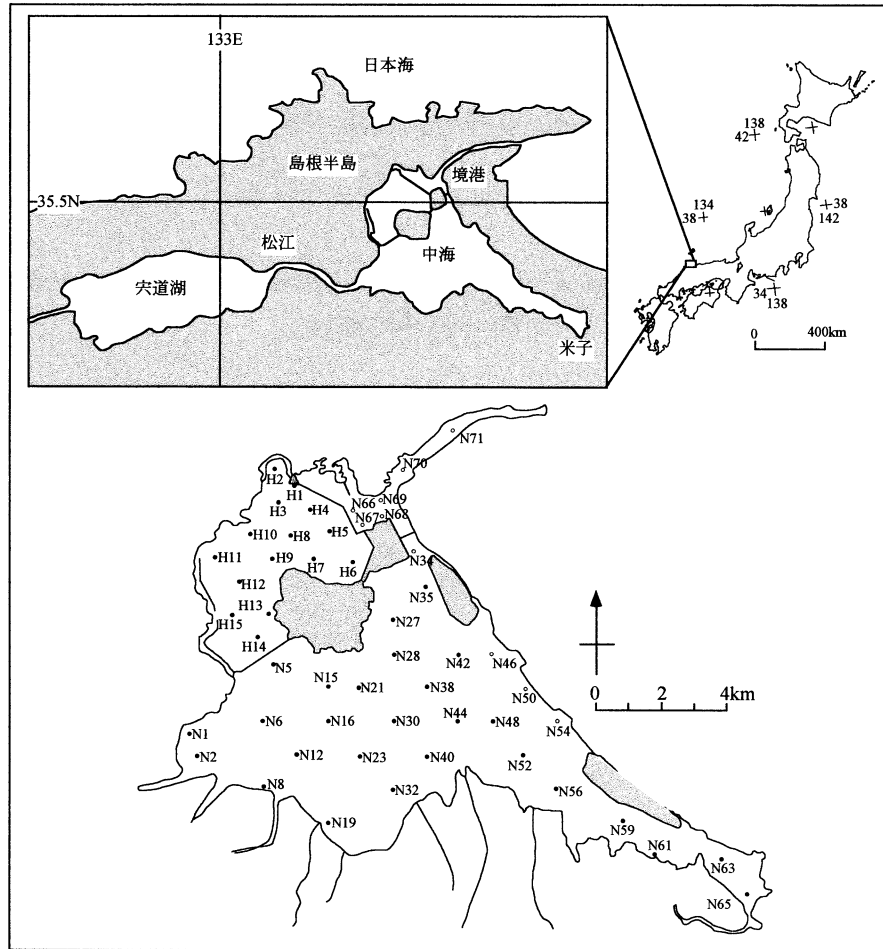 133E
日本海
島根半島
境港
35.5N
松江
中海
宍道湖
米子
138
42
134
38
38
142
34
138
0 400km
N71
N70
H2
H1
N66
N69
H3
H4
N67
N68
H10
H8
H5
H11
H9
H7
H6
N34
H12
N35
H13
H15
N27
H14
N28
N42
N46
N5
N15
N21
N38
N50
0 2 4km
N1
N6
N16
N30
N44
N48
N54
N2
N12
N23
N40
N52
N8
N32
N56
N19
N59
N61
N63
N65